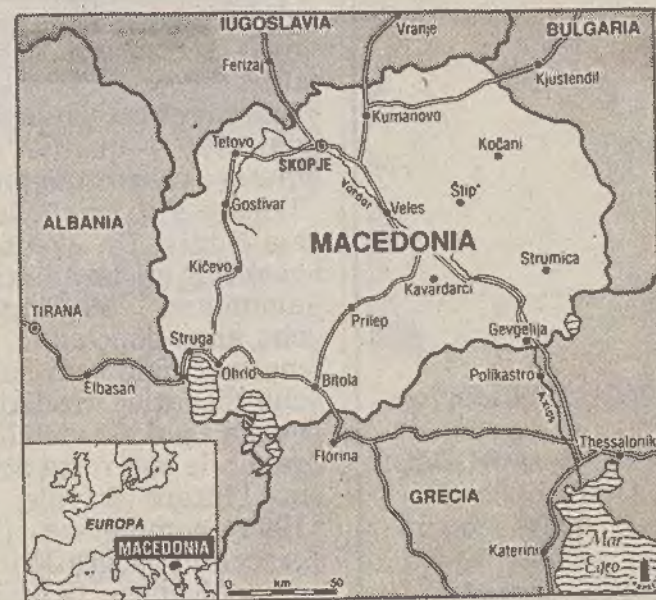 IUGOSLAVIA
Vranje
BULGARIA
Ferizaj
Kjustendil
Kumanovo
Tetovo
SKOPJE
Kočani
Vardar
Štip
ALBANIA
Gostivar
Veles
MACEDONIA
Strumica
Kičevo
Kavardarci
TIRANA
Prilep
Struga
Gevgelija
Ohrid
Elbasan
Bitola
Polikastro
Axios
Florina
Thessalonik
GRECIA
EUROPA
MACEDONIA
Mar
Egeo
Katerini
0 km 50